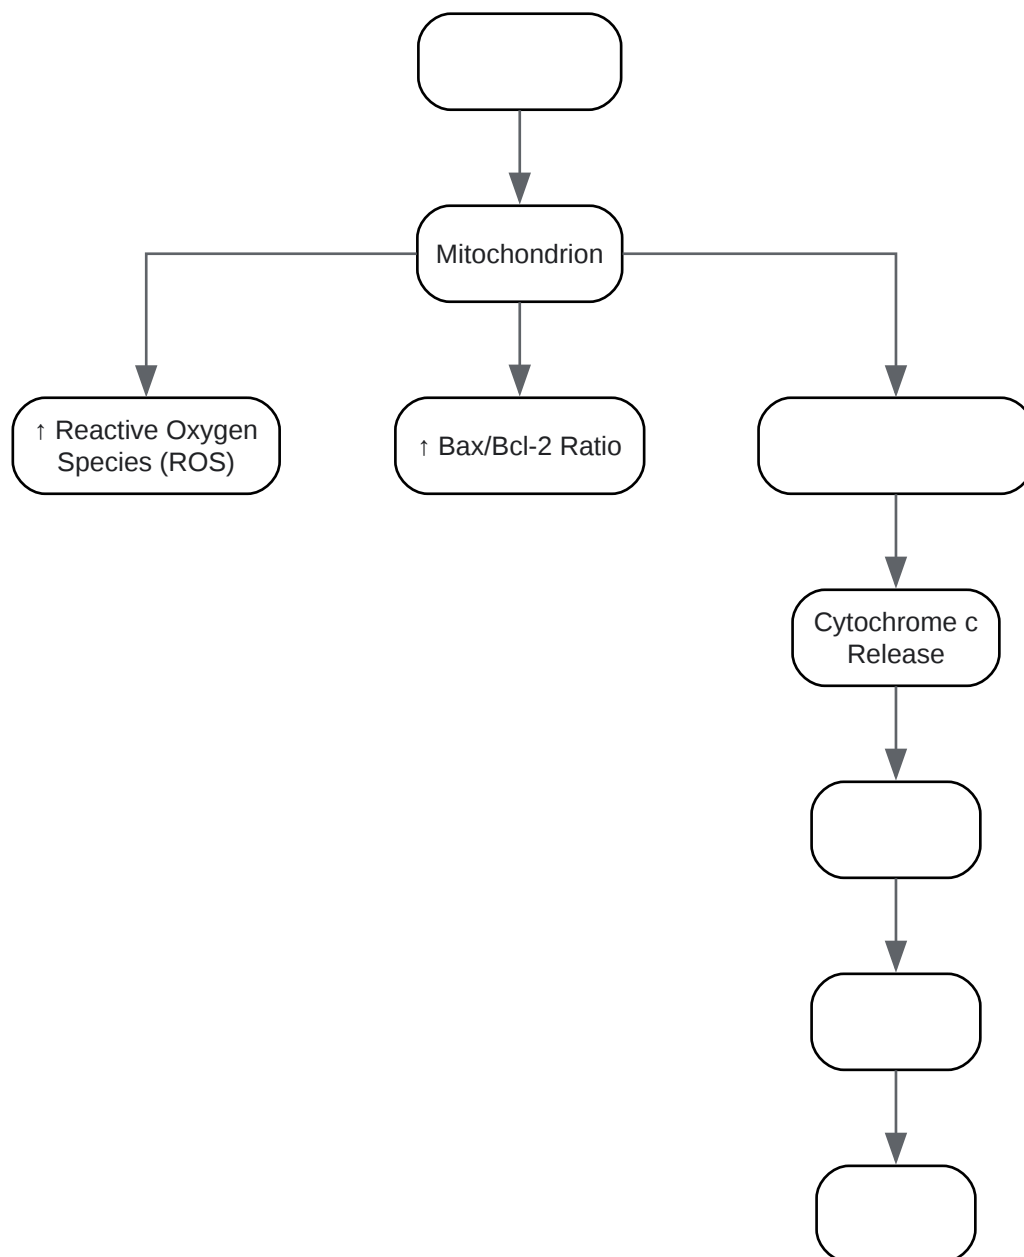 Mitochondrion
↑ Reactive Oxygen
Species (ROS)
↑ Bax/Bcl-2 Ratio
Cytochrome c
Release